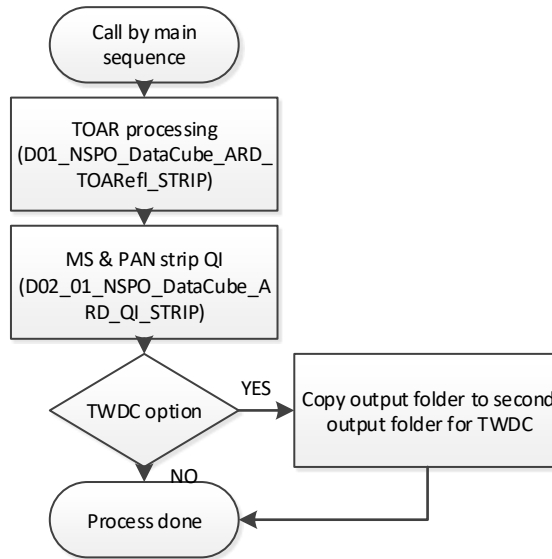 Call by main
sequence
TOAR processing
(D01_NSPO_DataCube_ARD_
TOARefl_STRIP)
MS & PAN strip QI
(D02_01_NSPO_DataCube_A
RD_QI_STRIP)
TWDC option
YES
Copy output folder to second
output folder for TWDC
NO
Process done